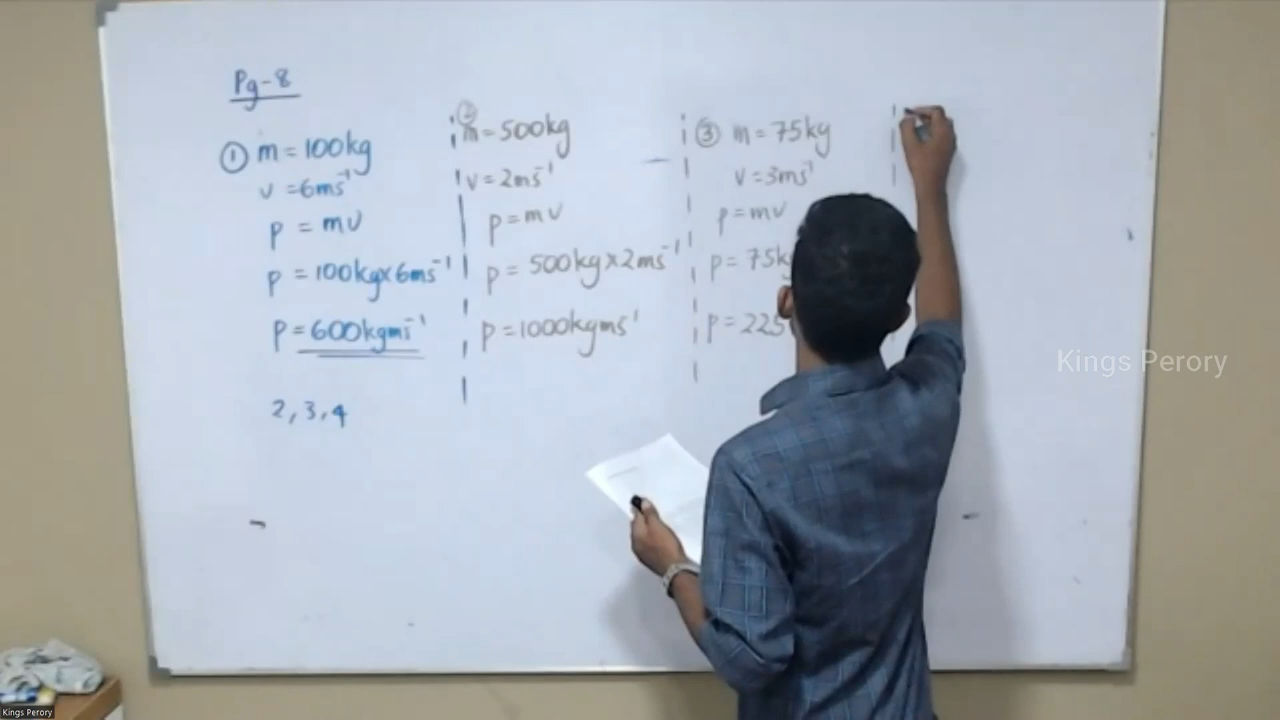 Pg-8
① m = 100kg
v = 6ms⁻¹
p = mv
p = 100kg×6ms⁻¹
p = 600kgms⁻¹
2, 3, 4
②
m = 500kg
v = 2ms⁻¹
p = mv
p = 500kg×2ms⁻¹
p = 1000kgms⁻¹
③ m = 75kg
v = 3ms⁻¹
p = mv
p = 75k
p = 225
Kings Perory
Kings Perory